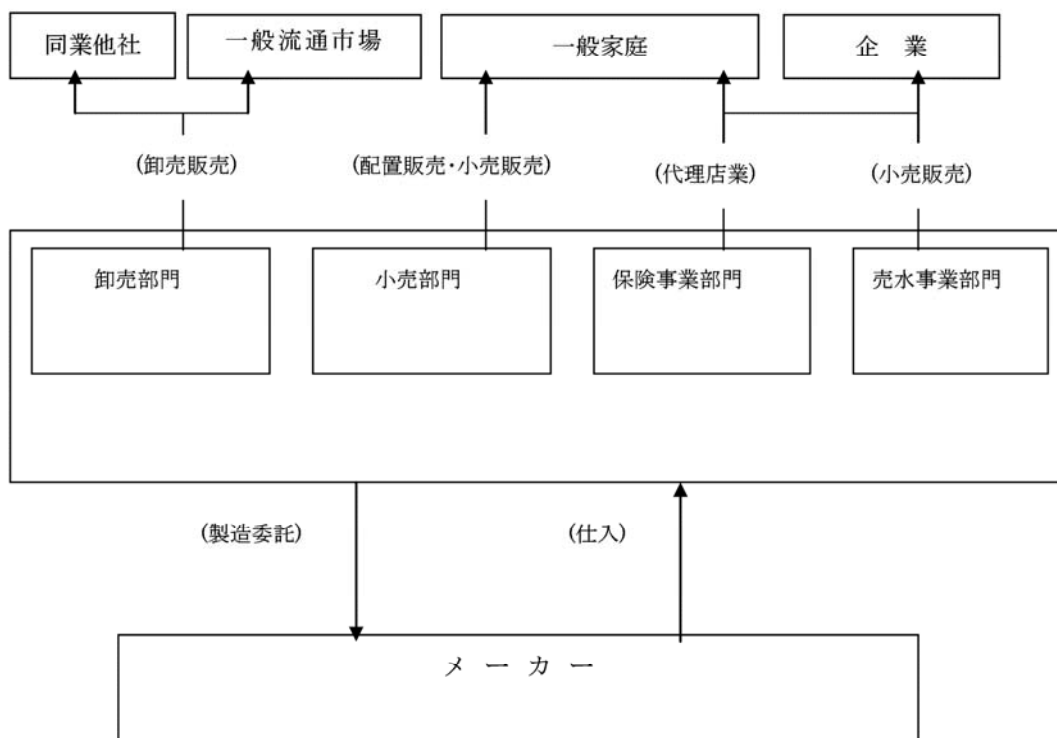 同業他社
一般流通市場
一般家庭
企 業
(卸売販売)
(配置販売・小売販売)
(代理店業)
(小売販売)
卸売部門
小売部門
保険事業部門
売水事業部門
(製造委託)
(仕入)
メ ー カ ー